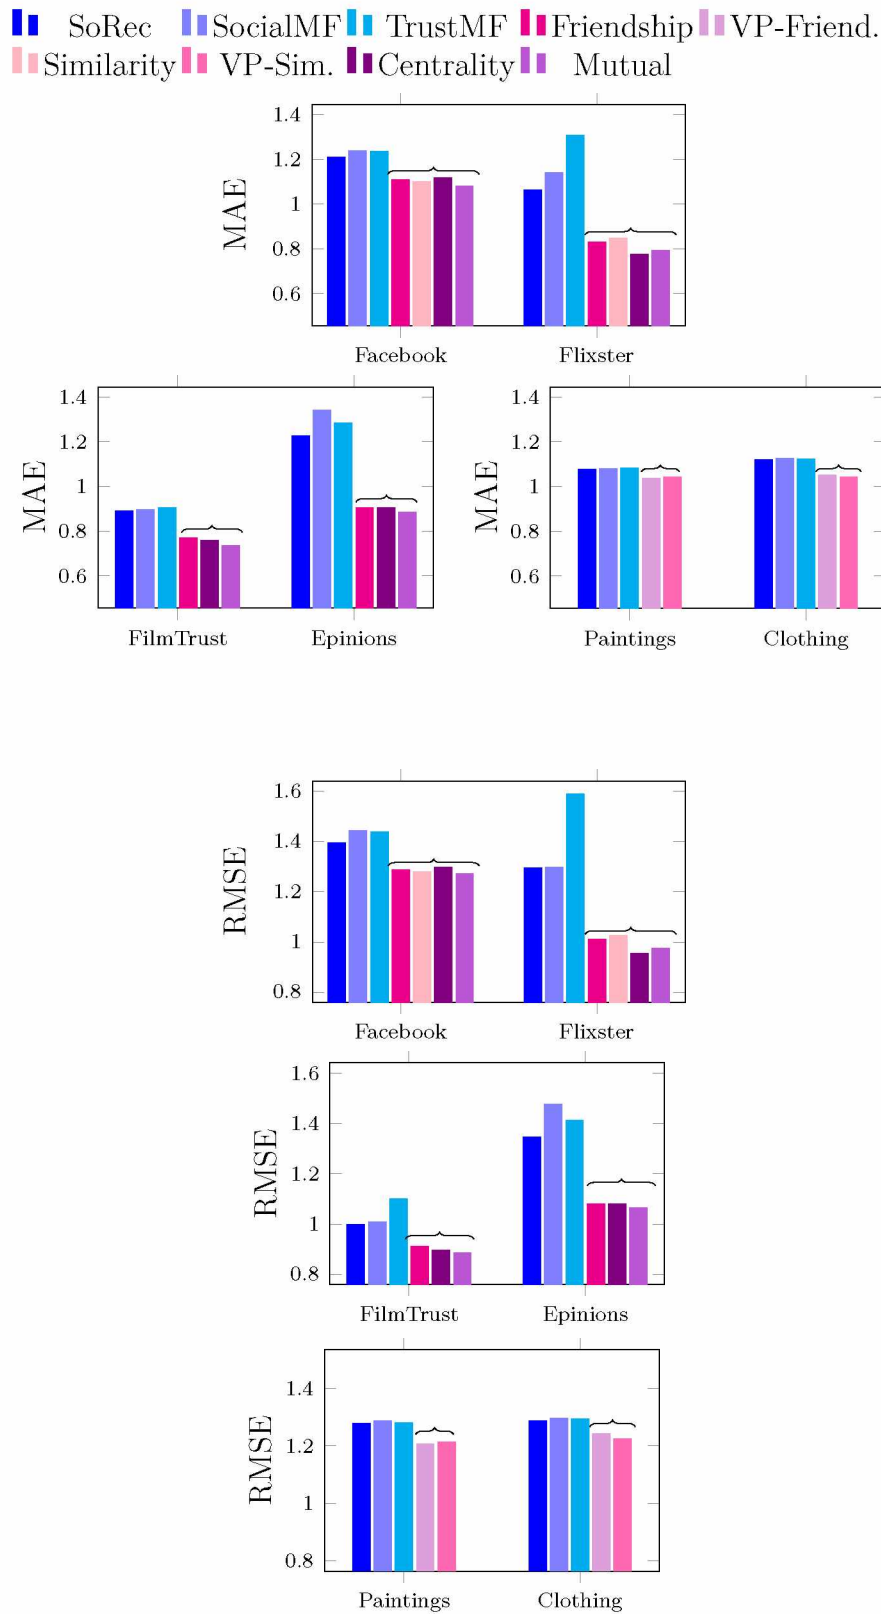 SoRec SocialMF TrustMF Friendship VP-Friend.
Similarity VP-Sim. Centrality Mutual
MAE
1.4
1.2
1
0.8
0.6
Facebook Flixster
MAE
1.4
1.2
1
0.8
0.6
FilmTrust Epinions
MAE
1.4
1.2
1
0.8
0.6
Paintings Clothing
RMSE
1.6
1.4
1.2
1
0.8
Facebook Flixster
RMSE
1.6
1.4
1.2
1
0.8
FilmTrust Epinions
RMSE
1.4
1.2
1
0.8
Paintings Clothing